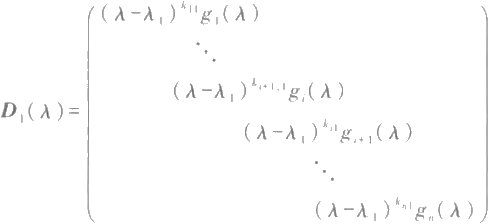 (λ−λ₁)^{k₁₁}g₁(λ)
⋱
(λ−λ₁)^{k_{i+1,1}}g_i(λ)
D₁(λ)=
(λ−λ₁)^{k_{i1}}g_{i+1}(λ)
⋱
(λ−λ₁)^{k_{n1}}g_n(λ)